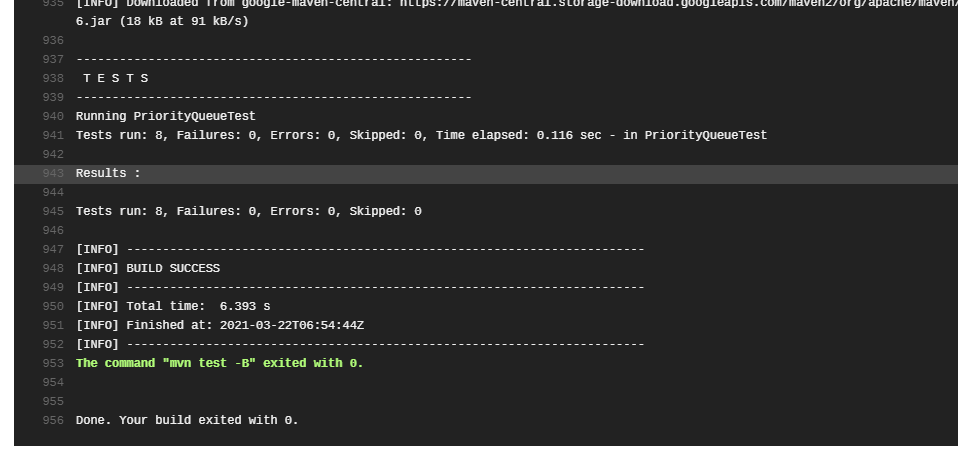 935 [INFO] Downloaded from google-maven-central: https://maven-central.storage-download.googleapis.com/maven2/org/apache/maven/
6.jar (18 kB at 91 kB/s)
936
937 -------------------------------------------------------
938 T E S T S
939 -------------------------------------------------------
940 Running PriorityQueueTest
941 Tests run: 8, Failures: 0, Errors: 0, Skipped: 0, Time elapsed: 0.116 sec - in PriorityQueueTest
942
943 Results :
944
945 Tests run: 8, Failures: 0, Errors: 0, Skipped: 0
946
947 [INFO] ------------------------------------------------------------------------
948 [INFO] BUILD SUCCESS
949 [INFO] ------------------------------------------------------------------------
950 [INFO] Total time:  6.393 s
951 [INFO] Finished at: 2021-03-22T06:54:44Z
952 [INFO] ------------------------------------------------------------------------
953 The command "mvn test -B" exited with 0.
954
955
956 Done. Your build exited with 0.